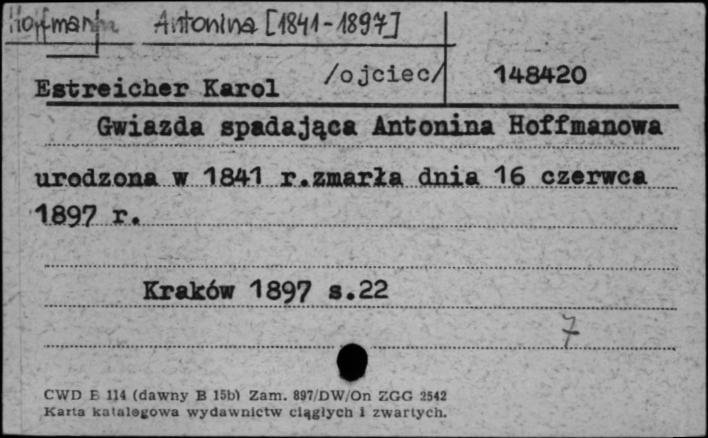 Hoffman Antonina [1841-1897]
Estreicher Karol /ojciec/ 148420
Gwiazda spadająca Antonina Hoffmanowa
urodzona w 1841 r.zmarła dnia 16 czerwca
1897 r.
Kraków 1897 s.22
7
CWD E 114 (dawny B 15b) Zam. 897/DW/On ZGG 2542
Karta katalogowa wydawnictw ciągłych i zwartych.